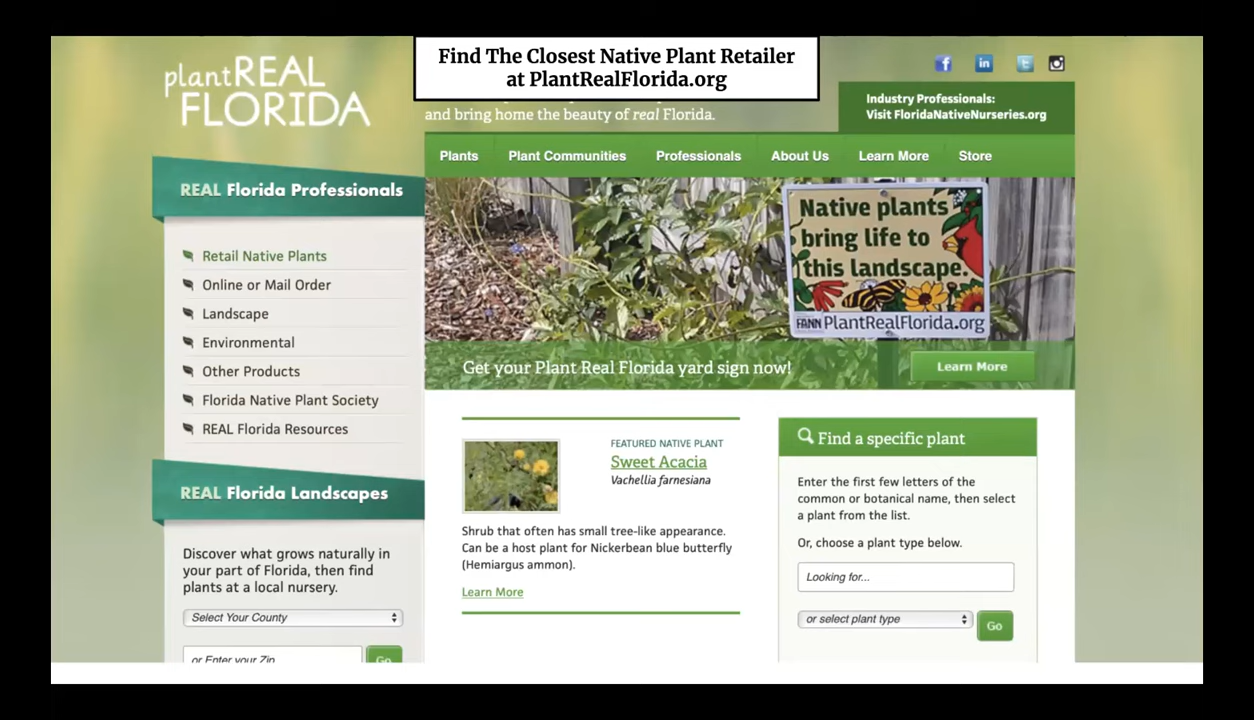 Find The Closest Native Plant Retailer
at PlantRealFlorida.org
plantREAL
FLORIDA
and bring home the beauty of real Florida.
Industry Professionals:
Visit FloridaNativeNurseries.org
Plants
Plant Communities
Professionals
About Us
Learn More
Store
REAL Florida Professionals
Retail Native Plants
Online or Mail Order
Landscape
Environmental
Other Products
Florida Native Plant Society
REAL Florida Resources
Native plants
bring life to
this landscape.
FANN PlantRealFlorida.org
Get your Plant Real Florida yard sign now!
Learn More
REAL Florida Landscapes
Discover what grows naturally in
your part of Florida, then find
plants at a local nursery.
Select Your County
or Enter your Zip
Go
FEATURED NATIVE PLANT
Sweet Acacia
Vachellia farnesiana
Shrub that often has small tree-like appearance.
Can be a host plant for Nickerbean blue butterfly
(Hemiargus ammon).
Learn More
Find a specific plant
Enter the first few letters of the
common or botanical name, then select
a plant from the list.
Or, choose a plant type below.
Looking for...
or select plant type
Go